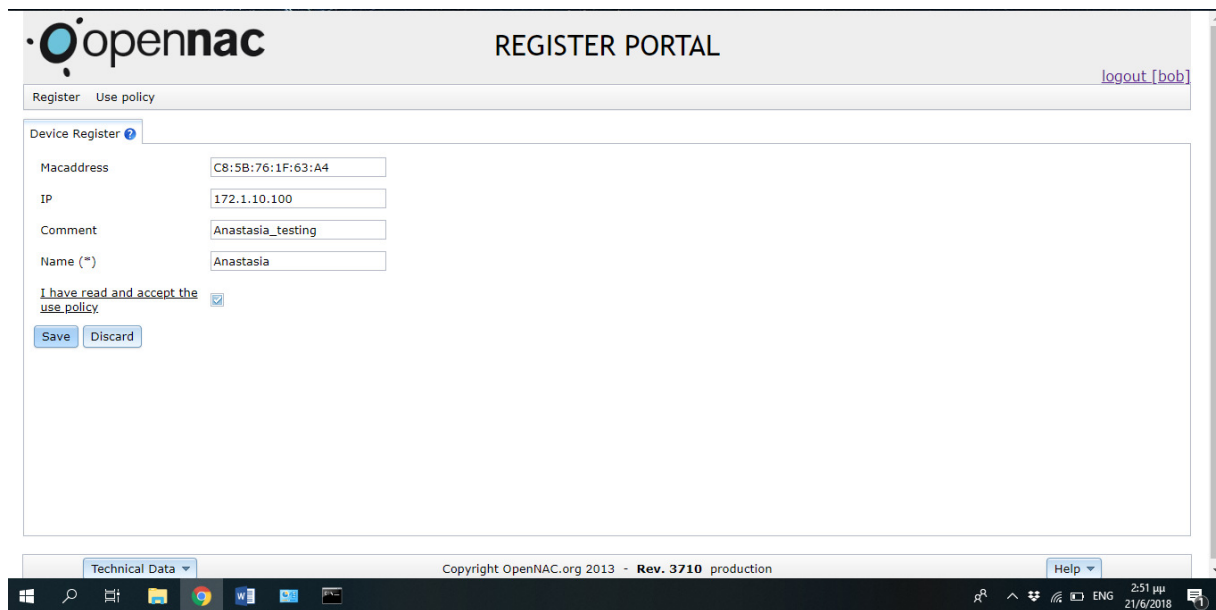 opennac
REGISTER PORTAL
logout [bob]
Register Use policy
Device Register ?
Macaddress C8:5B:76:1F:63:A4
IP 172.1.10.100
Comment Anastasia_testing
Name (*) Anastasia
I have read and accept the
use policy
Save Discard
Technical Data Copyright OpenNAC.org 2013 - Rev. 3710 production Help
ENG 2:51 μμ
21/6/2018 1